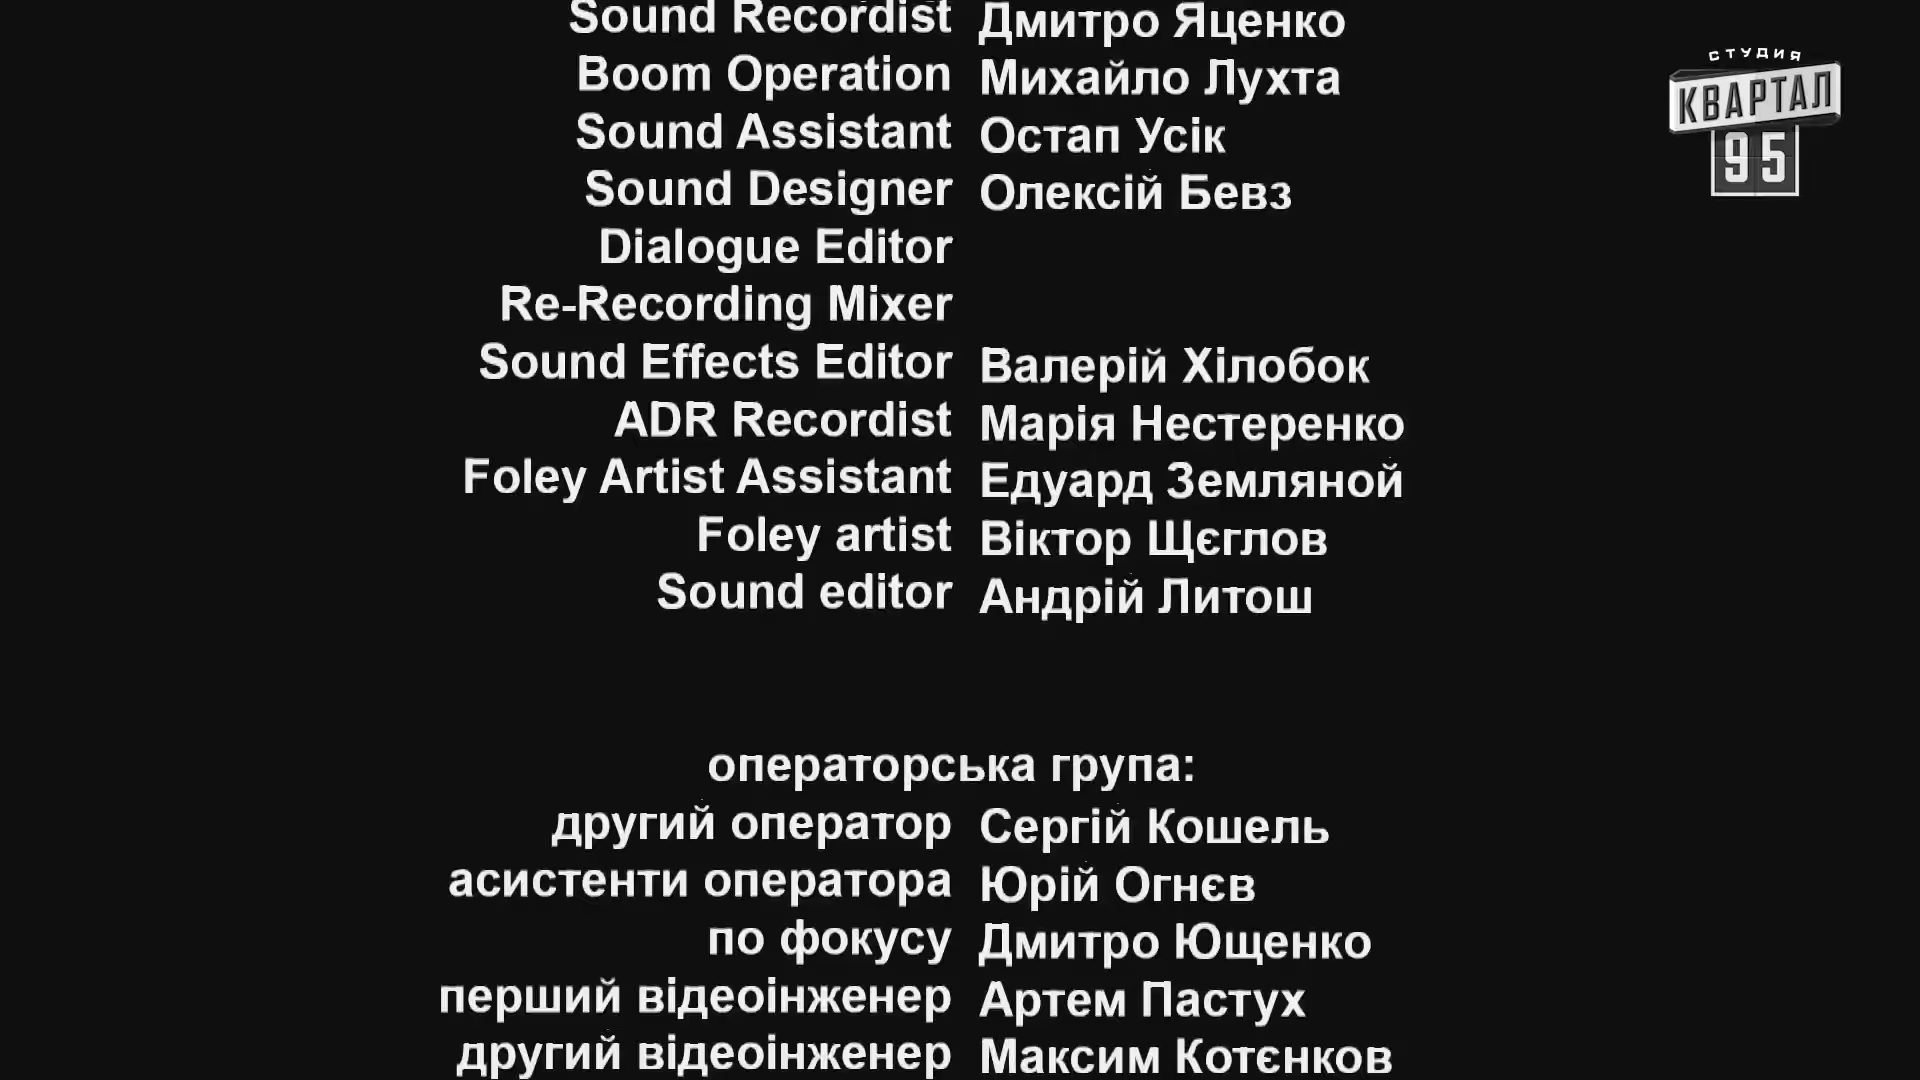 Sound Recordist Дмитро Яценко
Boom Operation Михайло Лухта
Sound Assistant Остап Усік
Sound Designer Олексій Бевз
Dialogue Editor
Re-Recording Mixer
Sound Effects Editor Валерій Хілобок
ADR Recordist Марія Нестеренко
Foley Artist Assistant Едуард Земляной
Foley artist Віктор Щєглов
Sound editor Андрій Литош
операторська група:
другий оператор Сергій Кошель
асистенти оператора Юрій Огнєв
по фокусу Дмитро Ющенко
перший відеоінженер Артем Пастух
другий відеоінженер Максим Котєнков
СТУДИЯ
КВАРТАЛ
95